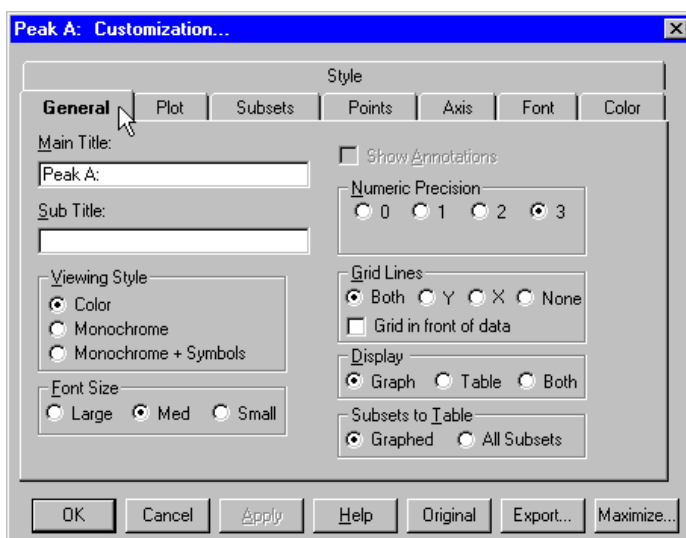 Peak A: Customization...
Style
General Plot Subsets Points Axis Font Color
Main Title:
Peak A:
Sub Title:
Viewing Style
Color
Monochrome
Monochrome + Symbols
Font Size
Large Med Small
Show Annotations
Numeric Precision
0 1 2 3
Grid Lines
Both Y X None
Grid in front of data
Display
Graph Table Both
Subsets to Table
Graphed All Subsets
OK Cancel Apply Help Original Export... Maximize...